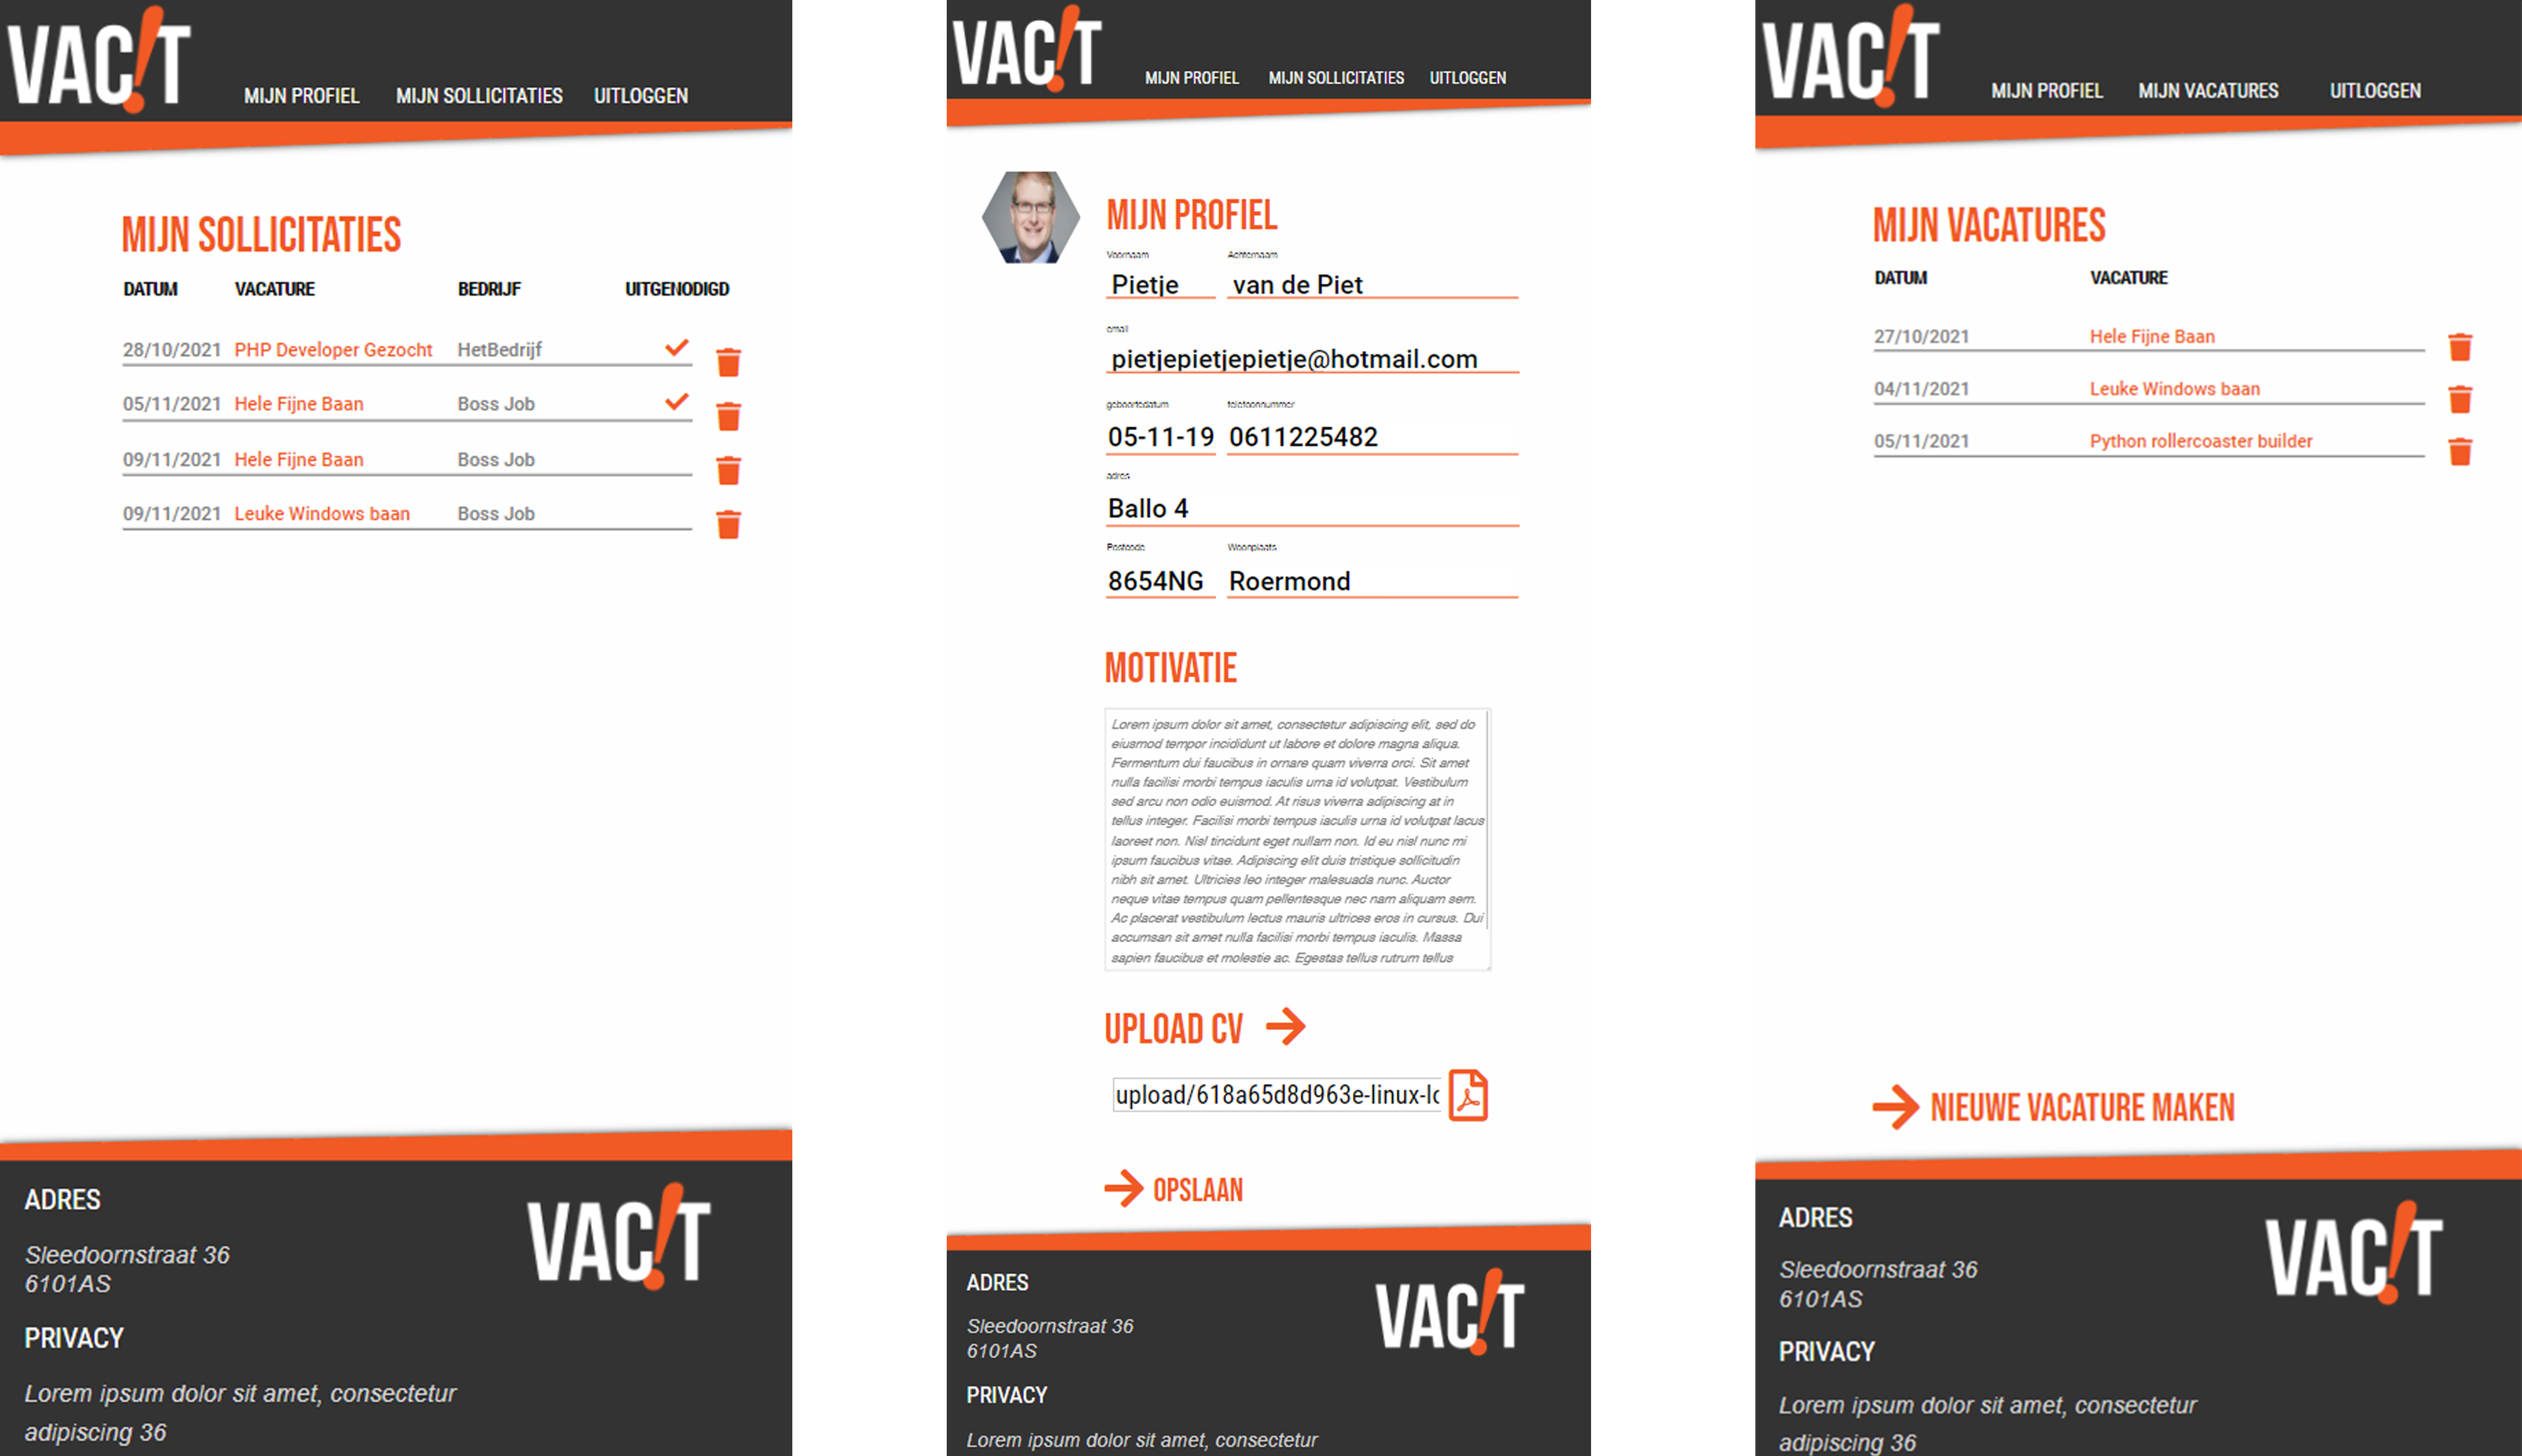 VAC!T
MIJN PROFIEL MIJN SOLLICITATIES UITLOGGEN
MIJN SOLLICITATIES
DATUM VACATURE BEDRIJF UITGENODIGD
28/10/2021 PHP Developer Gezocht HetBedrijf
05/11/2021 Hele Fijne Baan Boss Job
09/11/2021 Hele Fijne Baan Boss Job
09/11/2021 Leuke Windows baan Boss Job
ADRES
VAC!T
Sleedoornstraat 36
6101AS
PRIVACY
Lorem ipsum dolor sit amet, consectetur
adipiscing 36
VAC!T
MIJN PROFIEL MIJN SOLLICITATIES UITLOGGEN
MIJN PROFIEL
Voornaam Achternaam
Pietje van de Piet
email
pietjepietjepietje@hotmail.com
geboortedatum telefoonnummer
05-11-19 0611225482
adres
Ballo 4
Postcode Woonplaats
8654NG Roermond
MOTIVATIE
Lorem ipsum dolor sit amet, consectetur adipiscing elit, sed do
eiusmod tempor incididunt ut labore et dolore magna aliqua.
Fermentum dui faucibus in ornare quam viverra orci. Sit amet
nulla facilisi morbi tempus iaculis urna id volutpat. Vestibulum
sed arcu non odio euismod. At risus viverra adipiscing at in
tellus integer. Facilisi morbi tempus iaculis urna id volutpat lacus
laoreet non. Nisl tincidunt eget nullam non. Id eu nisl nunc mi
ipsum faucibus vitae. Adipiscing elit duis tristique sollicitudin
nibh sit amet. Ultricies leo integer malesuada nunc. Auctor
neque vitae tempus quam pellentesque nec nam aliquam sem.
Ac placerat vestibulum lectus mauris ultrices eros in cursus. Dui
accumsan sit amet nulla facilisi morbi tempus iaculis. Massa
sapien faucibus et molestie ac. Egestas tellus rutrum tellus
UPLOAD CV
upload/618a65d8d963e-linux-lo
OPSLAAN
ADRES
VAC!T
Sleedoornstraat 36
6101AS
PRIVACY
Lorem ipsum dolor sit amet, consectetur
VAC!T
MIJN PROFIEL MIJN VACATURES UITLOGGEN
MIJN VACATURES
DATUM VACATURE
27/10/2021 Hele Fijne Baan
04/11/2021 Leuke Windows baan
05/11/2021 Python rollercoaster builder
NIEUWE VACATURE MAKEN
ADRES
VAC!T
Sleedoornstraat 36
6101AS
PRIVACY
Lorem ipsum dolor sit amet, consectetur
adipiscing 36